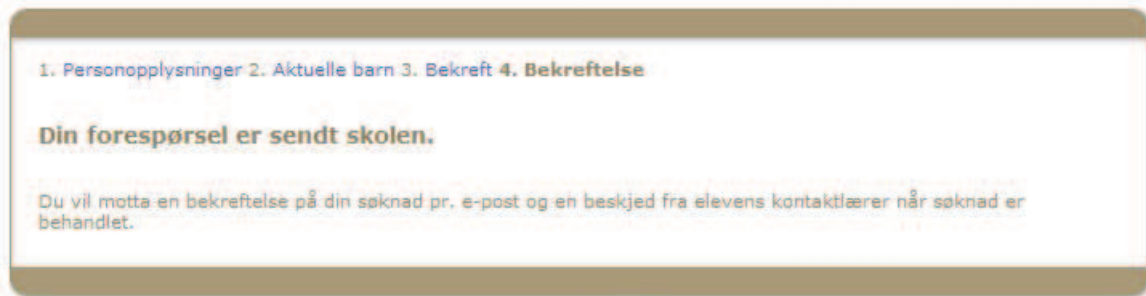 1. Personopplysninger 2. Aktuelle barn 3. Bekreft 4. Bekreftelse
Din forespørsel er sendt skolen.
Du vil motta en bekreftelse på din søknad pr. e-post og en beskjed fra elevens kontaktlærer når søknad er
behandlet.